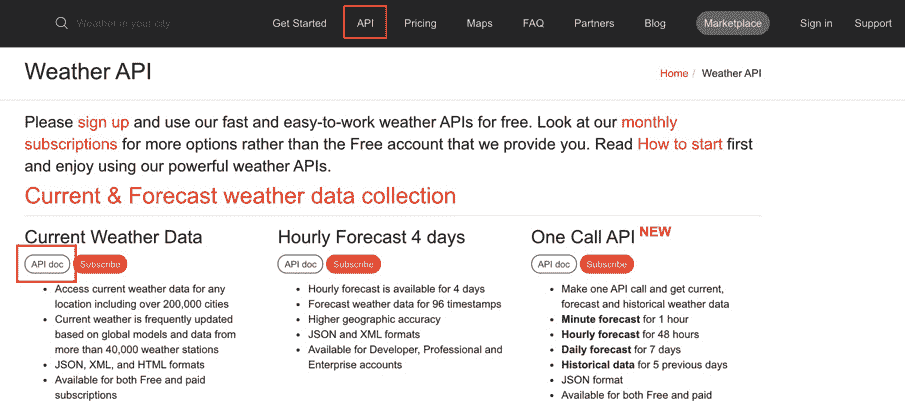 Weather in your city
Get Started API Pricing Maps FAQ Partners Blog Marketplace Sign in Support
Weather API
Home / Weather API
Please sign up and use our fast and easy-to-work weather APIs for free. Look at our monthly
subscriptions for more options rather than the Free account that we provide you. Read How to start first
and enjoy using our powerful weather APIs.
Current & Forecast weather data collection
Current Weather Data
API doc Subscribe
• Access current weather data for any
location including over 200,000 cities
• Current weather is frequently updated
based on global models and data from
more than 40,000 weather stations
• JSON, XML, and HTML formats
• Available for both Free and paid
subscriptions
Hourly Forecast 4 days
API doc Subscribe
• Hourly forecast is available for 4 days
• Forecast weather data for 96 timestamps
• Higher geographic accuracy
• JSON and XML formats
• Available for Developer, Professional and
Enterprise accounts
One Call API NEW
API doc Subscribe
• Make one API call and get current,
forecast and historical weather data
• Minute forecast for 1 hour
• Hourly forecast for 48 hours
• Daily forecast for 7 days
• Historical data for 5 previous days
• JSON format
• Available for both Free and paid